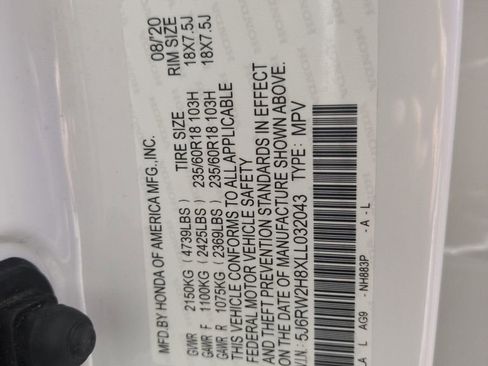 MFD.BY HONDA OF AMERICA MFG.,INC. 08/'20
TIRE SIZE RIM SIZE
GVWR 2150KG (4739LBS)
GAWR F 1100KG (2425LBS) 235/60R18 103H 18X7.5J
GAWR R 1075KG (2369LBS) 235/60R18 103H 18X7.5J
THIS VEHICLE CONFORMS TO ALL APPLICABLE
FEDERAL MOTOR VEHICLE SAFETY
AND THEFT PREVENTION STANDARDS IN EFFECT
ON THE DATE OF MANUFACTURE SHOWN ABOVE.
V.I.N.: 5J6RW2H8XLL032043 TYPE: MPV
LA L AG9 -NH883P -A -L